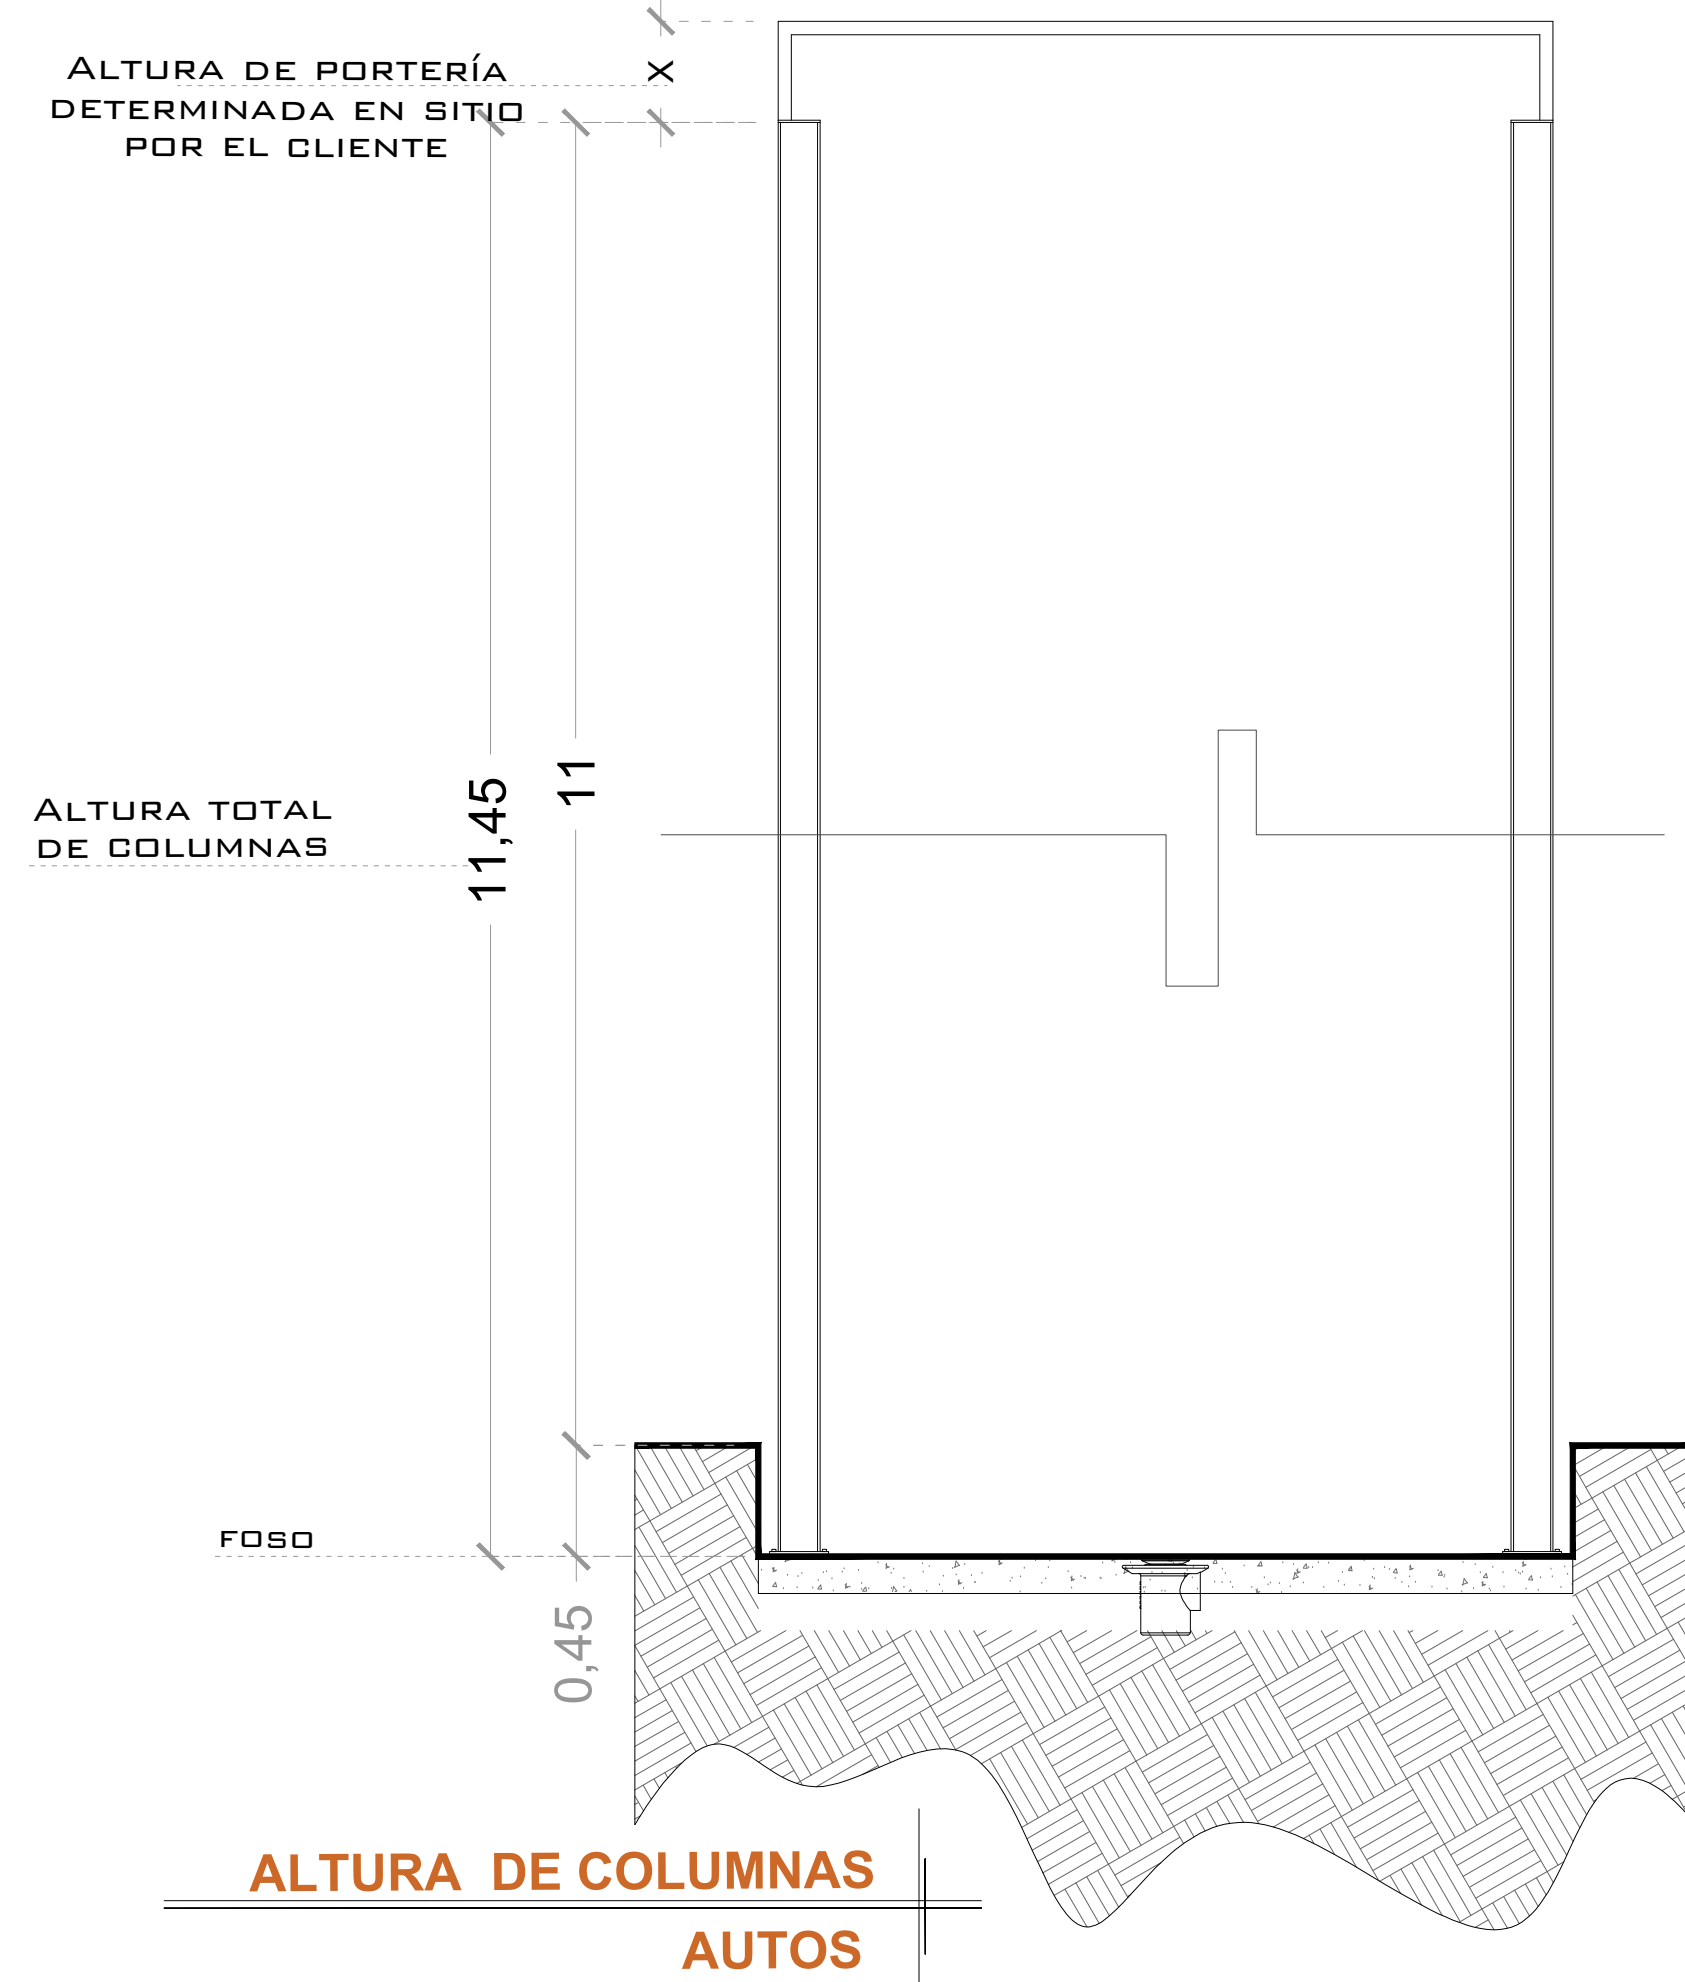 X
ALTURA DE PORTERÍA
DETERMINADA EN SITIO
POR EL CLIENTE
ALTURA TOTAL
DE COLUMNAS
11,45
11
FOSO
0,45
ALTURA DE COLUMNAS
AUTOS